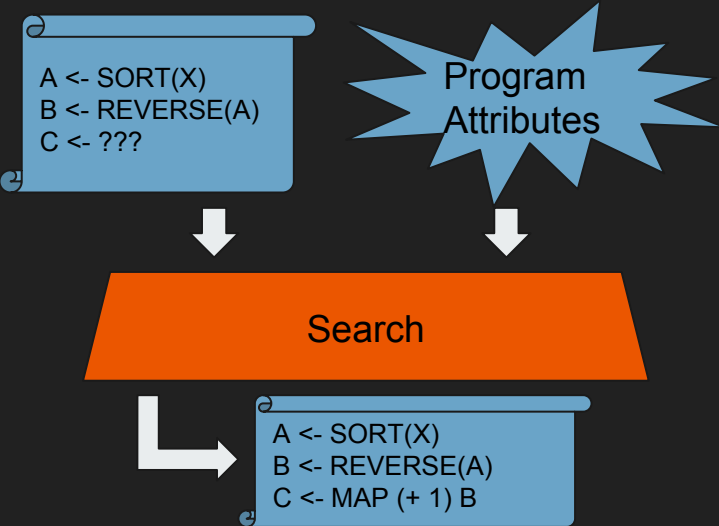 A <- SORT(X)
B <- REVERSE(A)
C <- ???
Program
Attributes
Search
A <- SORT(X)
B <- REVERSE(A)
C <- MAP (+ 1) B